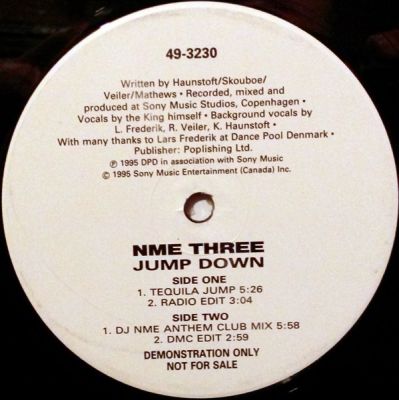 49-3230
Written by Haunstoft/Skouboe/
Veiler/Mathews • Recorded, mixed and
produced at Sony Music Studios, Copenhagen •
Vocals by the King himself • Background vocals by
L. Frederik, R. Veiler, K. Haunstoft •
With many thanks to Lars Frederik at Dance Pool Denmark •
Publisher: Poplishing Ltd.
℗ 1995 DPD in association with Sony Music
© 1995 Sony Music Entertainment (Canada) Inc.
NME THREE
JUMP DOWN
SIDE ONE
1. TEQUILA JUMP 5:26
2. RADIO EDIT 3:04
SIDE TWO
1. DJ NME ANTHEM CLUB MIX 5:58
2. DMC EDIT 2:59
DEMONSTRATION ONLY
NOT FOR SALE